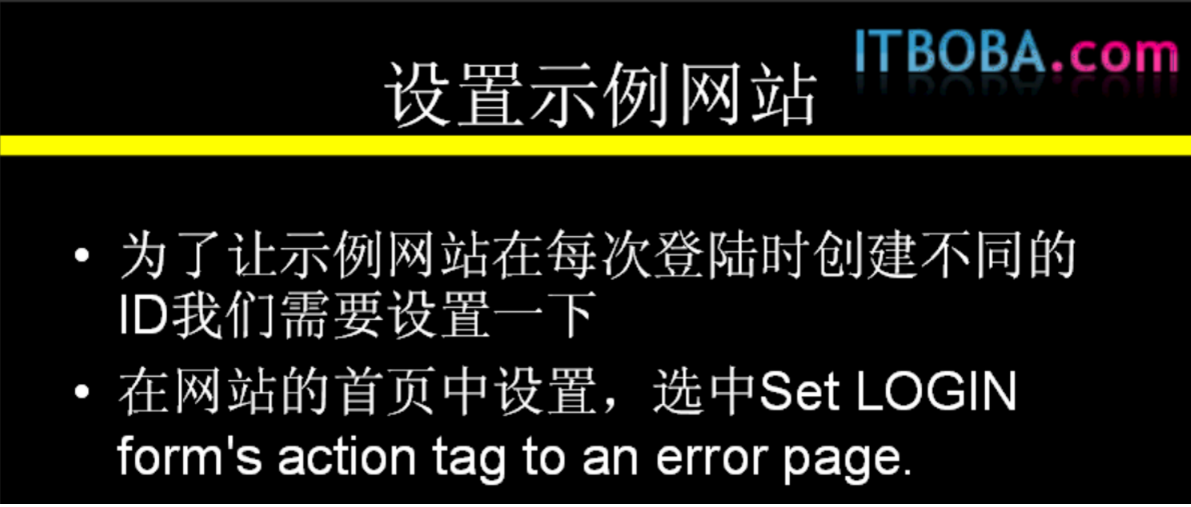 ITBOBA.com
设置示例网站
• 为了让示例网站在每次登陆时创建不同的
ID我们需要设置一下
• 在网站的首页中设置，选中Set LOGIN
form's action tag to an error page.